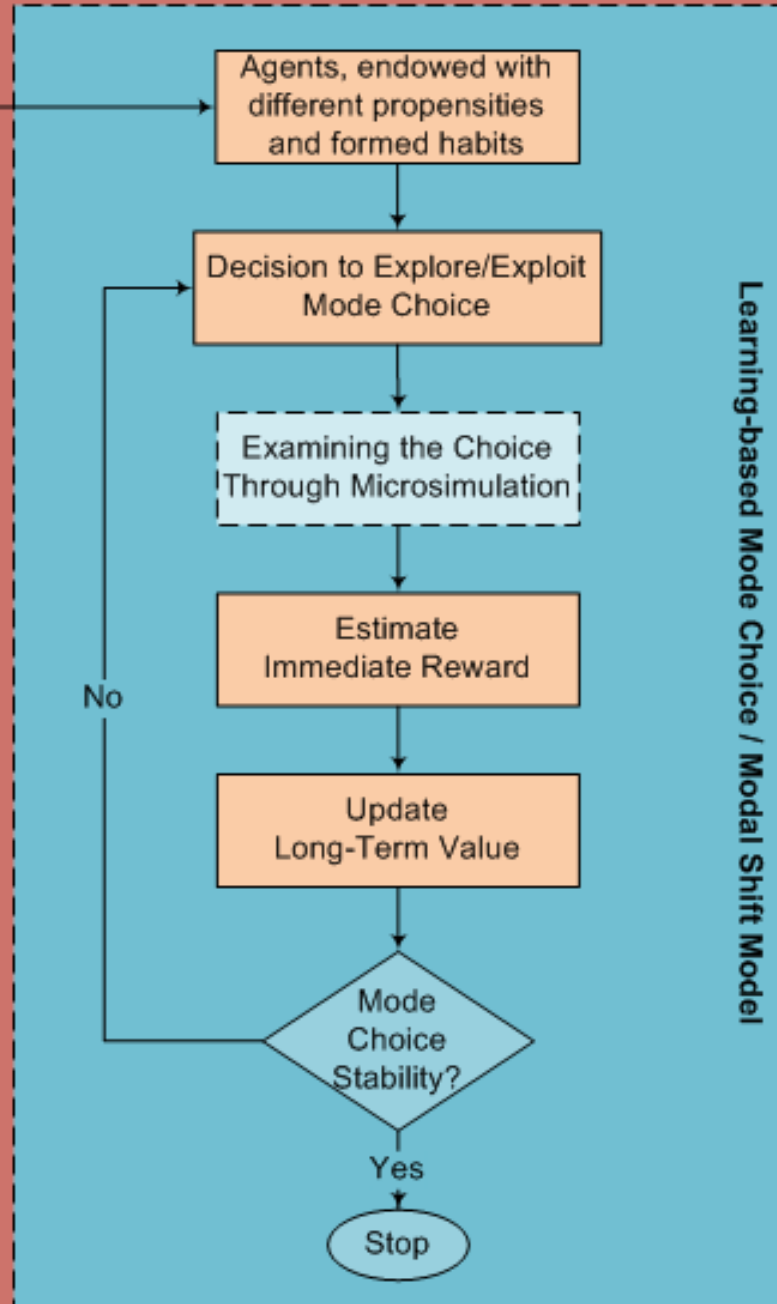 Agents, endowed with
different propensities
and formed habits
Decision to Explore/Exploit
Mode Choice
Examining the Choice
Through Microsimulation
Estimate
Immediate Reward
Update
Long-Term Value
Mode
Choice
Stability?
No
Yes
Stop
Learning-based Mode Choice / Modal Shift Model